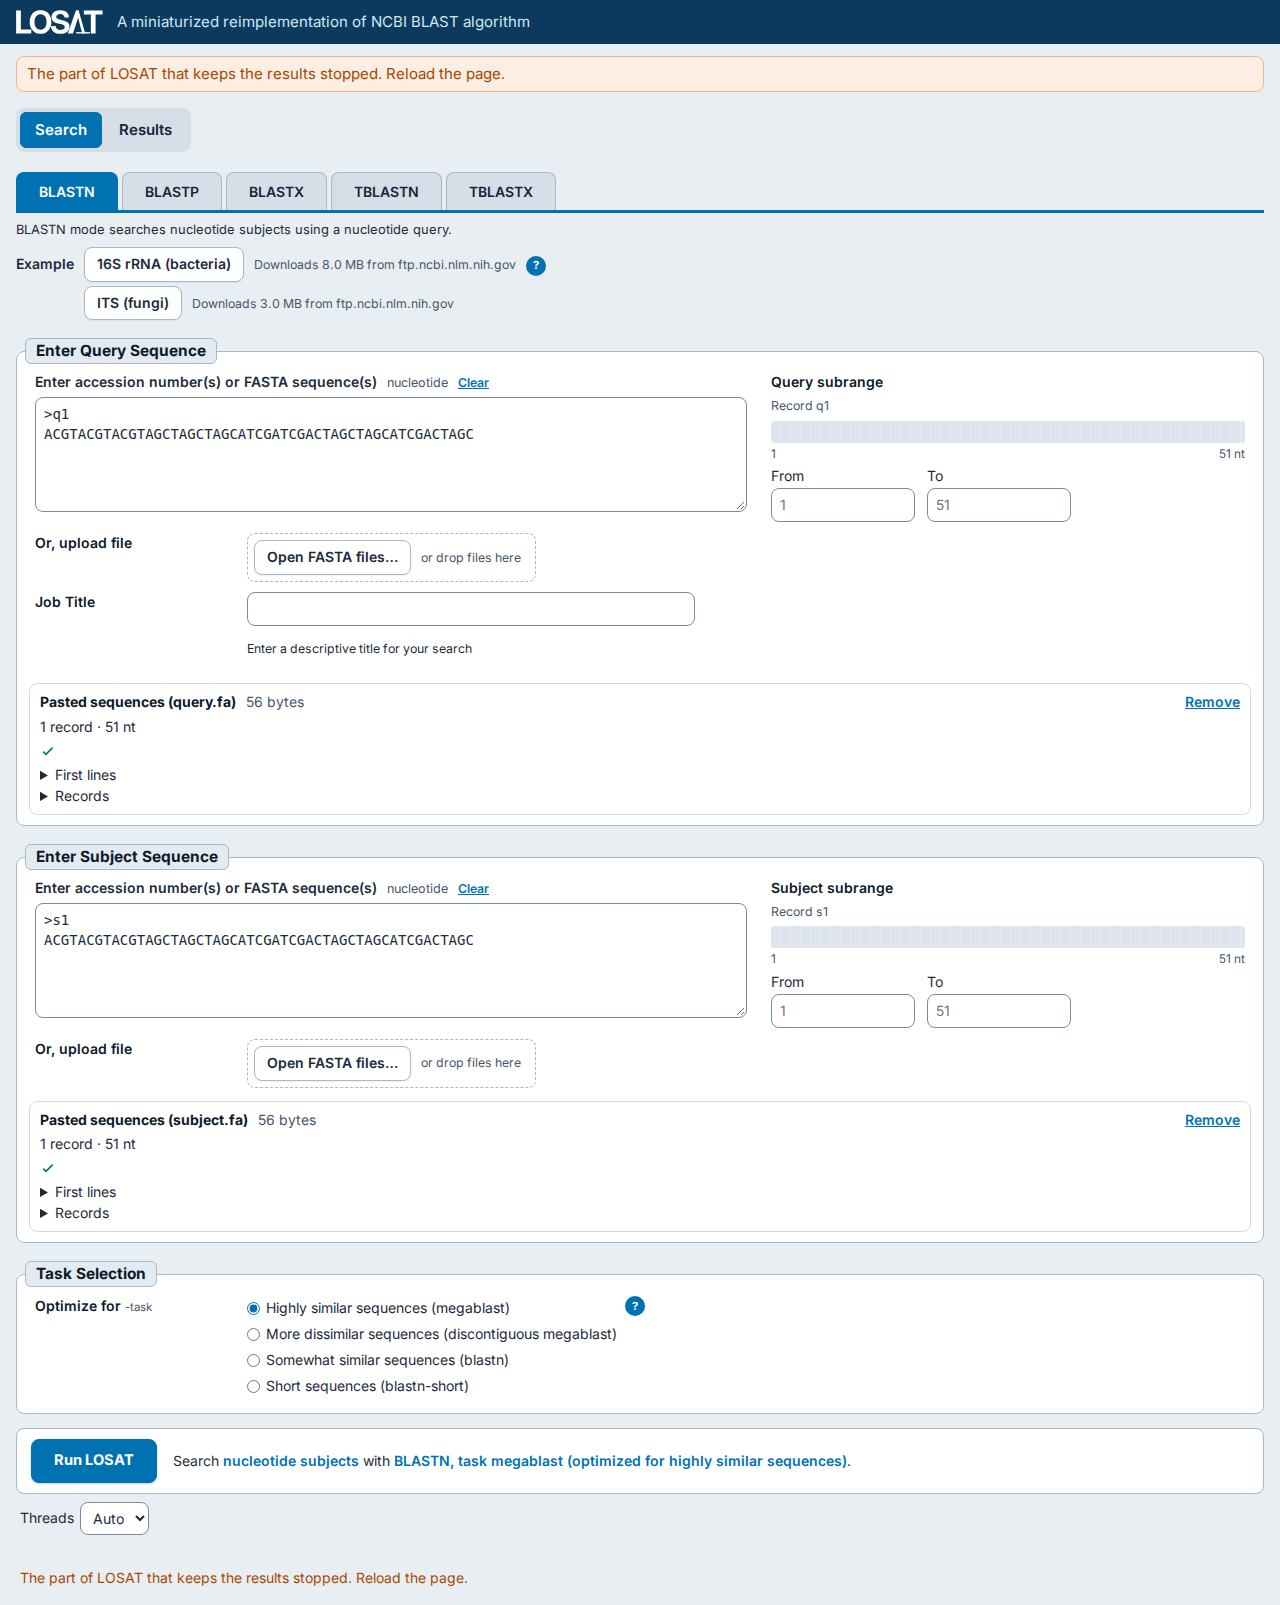 LOSAT A miniaturized reimplementation of NCBI BLAST algorithm
The part of LOSAT that keeps the results stopped. Reload the page.
Search Results
BLASTN BLASTP BLASTX TBLASTN TBLASTX
BLASTN mode searches nucleotide subjects using a nucleotide query.
Example 16S rRNA (bacteria) Downloads 8.0 MB from ftp.ncbi.nlm.nih.gov ?
ITS (fungi) Downloads 3.0 MB from ftp.ncbi.nlm.nih.gov
Enter Query Sequence
Enter accession number(s) or FASTA sequence(s) nucleotide Clear
>q1
ACGTACGTACGTAGCTAGCTAGCATCGATCGACTAGCTAGCATCGACTAGC
Query subrange
Record q1
1 51 nt
From To
1 51
Or, upload file Open FASTA files... or drop files here
Job Title
Enter a descriptive title for your search
Pasted sequences (query.fa) 56 bytes Remove
1 record · 51 nt
✓
▶ First lines
▶ Records
Enter Subject Sequence
Enter accession number(s) or FASTA sequence(s) nucleotide Clear
>s1
ACGTACGTACGTAGCTAGCTAGCATCGATCGACTAGCTAGCATCGACTAGC
Subject subrange
Record s1
1 51 nt
From To
1 51
Or, upload file Open FASTA files... or drop files here
Pasted sequences (subject.fa) 56 bytes Remove
1 record · 51 nt
✓
▶ First lines
▶ Records
Task Selection
Optimize for -task Highly similar sequences (megablast) ?
More dissimilar sequences (discontiguous megablast)
Somewhat similar sequences (blastn)
Short sequences (blastn-short)
Run LOSAT Search nucleotide subjects with BLASTN, task megablast (optimized for highly similar sequences).
Threads Auto
The part of LOSAT that keeps the results stopped. Reload the page.